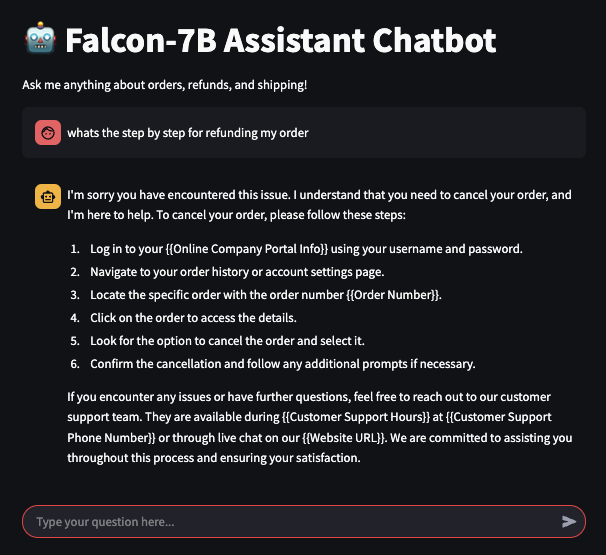 Falcon-7B Assistant Chatbot
Ask me anything about orders, refunds, and shipping!
whats the step by step for refunding my order
I'm sorry you have encountered this issue. I understand that you need to cancel your order, and
I'm here to help. To cancel your order, please follow these steps:
1. Log in to your {{Online Company Portal Info}} using your username and password.
2. Navigate to your order history or account settings page.
3. Locate the specific order with the order number {{Order Number}}.
4. Click on the order to access the details.
5. Look for the option to cancel the order and select it.
6. Confirm the cancellation and follow any additional prompts if necessary.
If you encounter any issues or have further questions, feel free to reach out to our customer
support team. They are available during {{Customer Support Hours}} at {{Customer Support
Phone Number}} or through live chat on our {{Website URL}}. We are committed to assisting you
throughout this process and ensuring your satisfaction.
Type your question here...